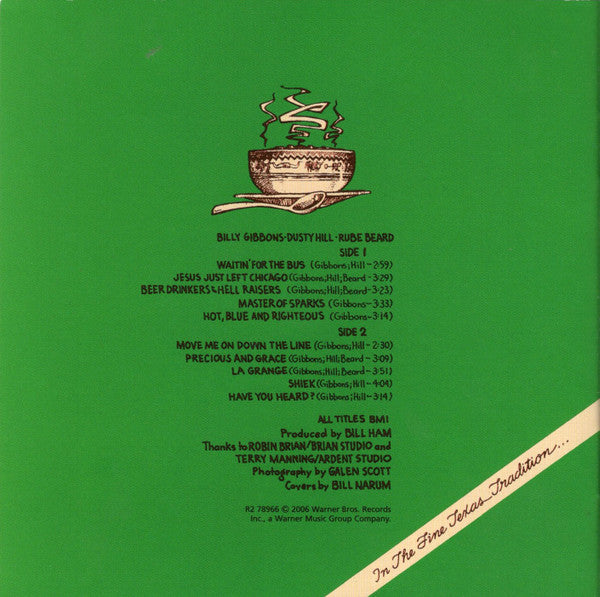 BILLY GIBBONS-DUSTY HILL-RUBE BEARD
SIDE 1
WAITIN' FOR THE BUS (Gibbons; Hill-2:59)
JESUS JUST LEFT CHICAGO (Gibbons; Hill; Beard-3:29)
BEER DRINKERS & HELL RAISERS (Gibbons; Hill; Beard-3:23)
MASTER OF SPARKS (Gibbons-3:33)
HOT, BLUE AND RIGHTEOUS (Gibbons-3:14)
SIDE 2
MOVE ME ON DOWN THE LINE (Gibbons, Hill-2:30)
PRECIOUS AND GRACE (Gibbons; Hill; Beard-3:09)
LA GRANGE (Gibbons; Hill; Beard-3:51)
SHIEK (Gibbons; Hill-4:04)
HAVE YOU HEARD? (Gibbons; Hill-3:14)
ALL TITLES BMI
Produced by BILL HAM
Thanks to ROBIN BRIAN/BRIAN STUDIO and
TERRY MANNING/ARDENT STUDIO
Photography by GALEN SCOTT
Covers by BILL NARUM
R2 78966 © 2006 Warner Bros. Records
Inc., a Warner Music Group Company.
In The Fine Texas Tradition...